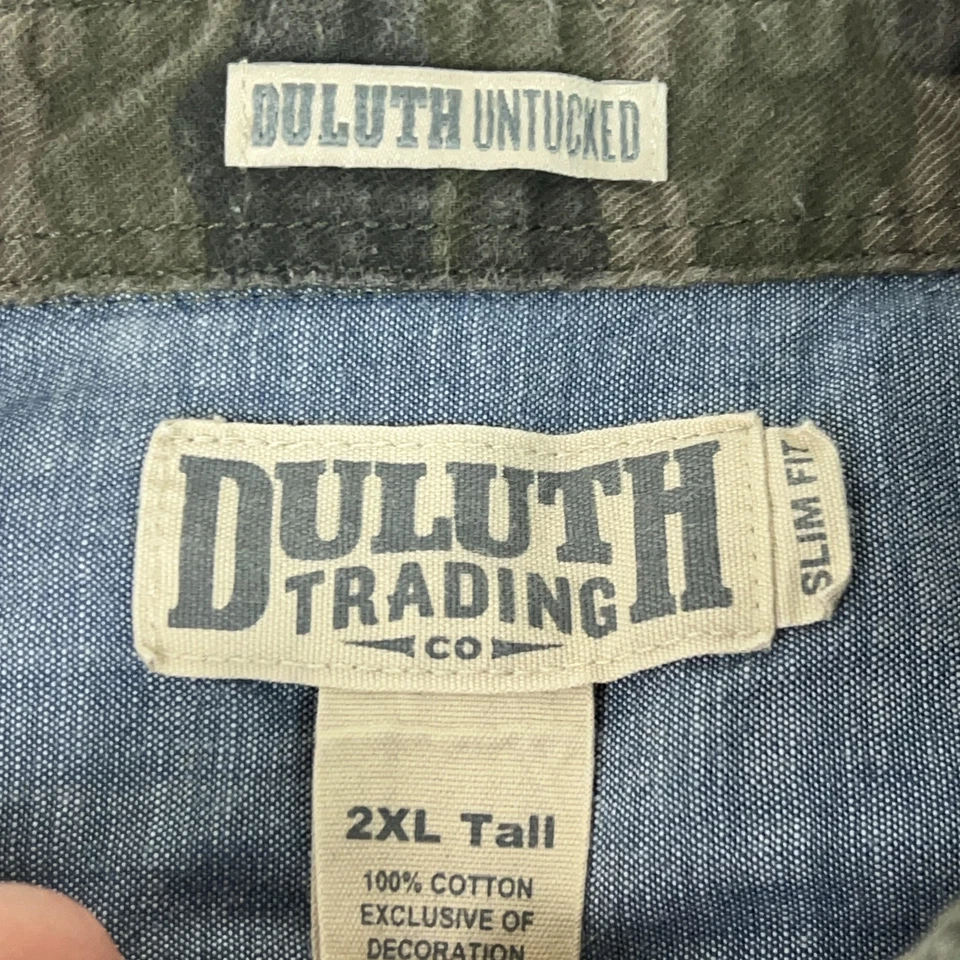 DULUTH UNTUCKED
DULUTH
TRADING
CO
SLIM FIT
2XL Tall
100% COTTON
EXCLUSIVE OF
DECORATION